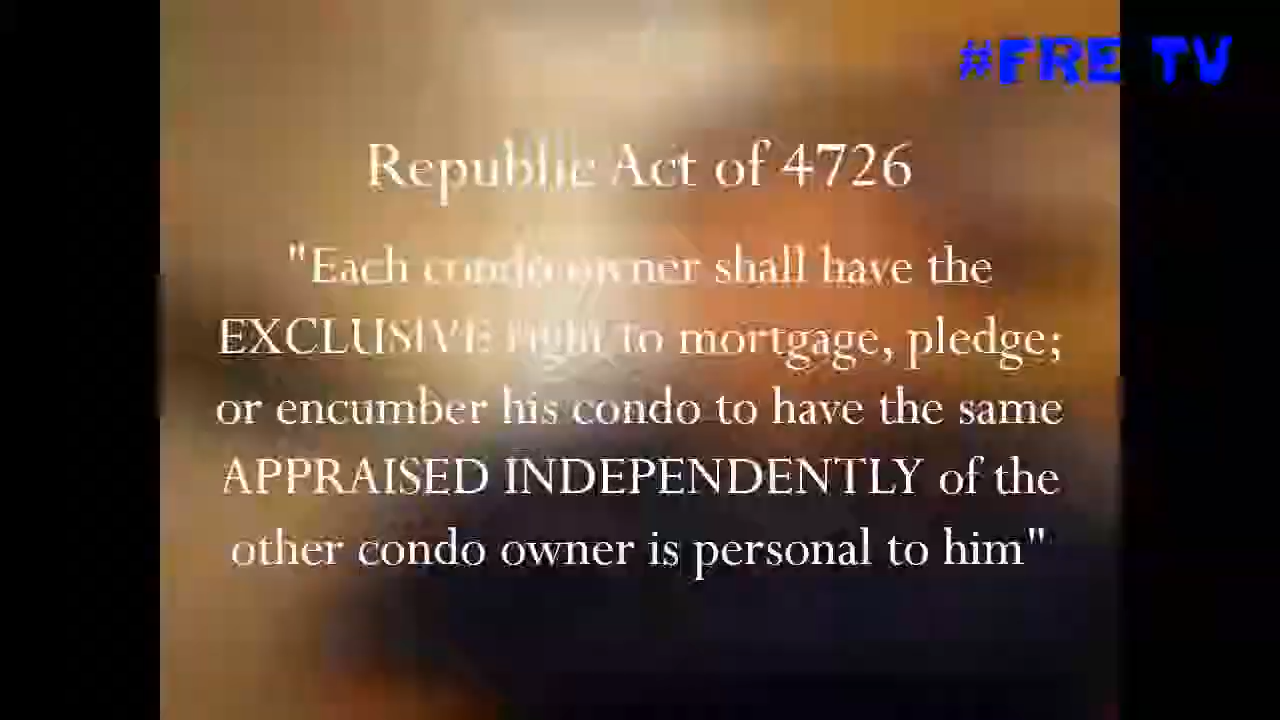 #FRE TV
Republic Act of 4726
"Each condo owner shall have the
EXCLUSIVE right to mortgage, pledge;
or encumber his condo to have the same
APPRAISED INDEPENDENTLY of the
other condo owner is personal to him"